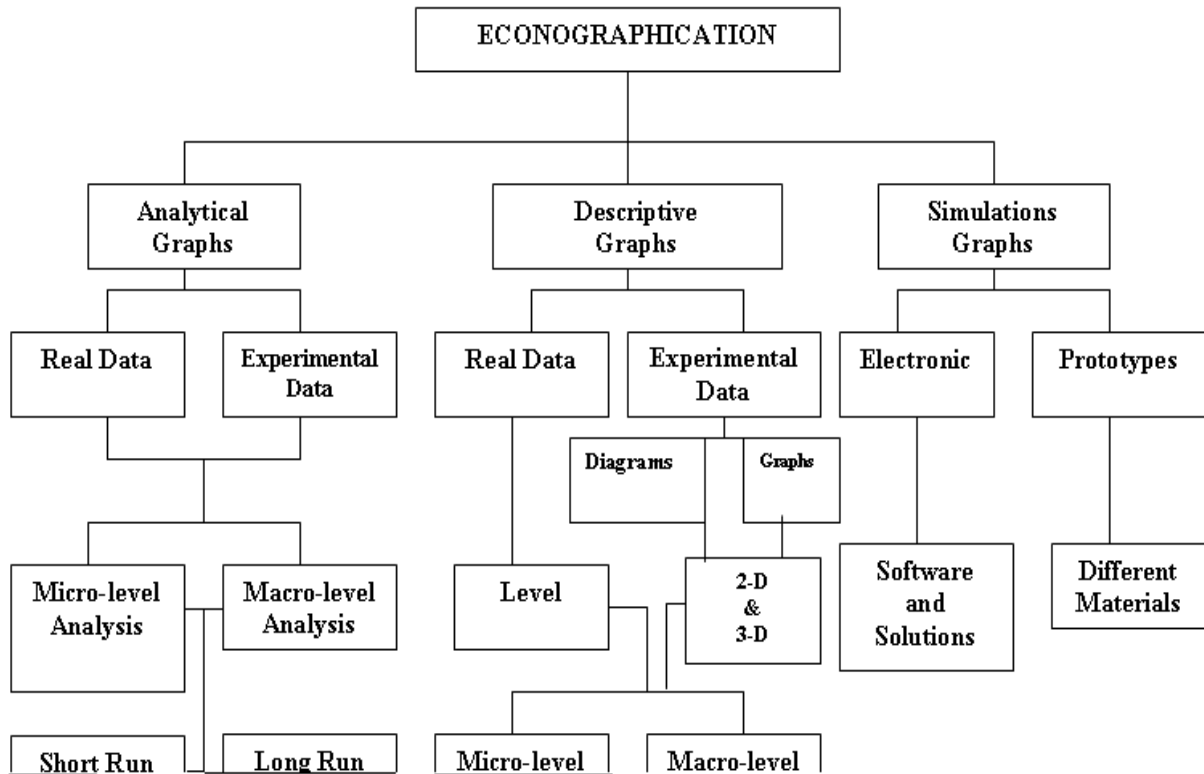 ECONOGRAPHICATION
Analytical
Graphs
Descriptive
Graphs
Simulations
Graphs
Real Data
Experimental
Data
Real Data
Experimental
Data
Electronic
Prototypes
Diagrams
Graphs
Micro-level
Analysis
Macro-level
Analysis
Level
2-D
&
3-D
Software
and
Solutions
Different
Materials
Short Run
Long Run
Micro-level
Macro-level